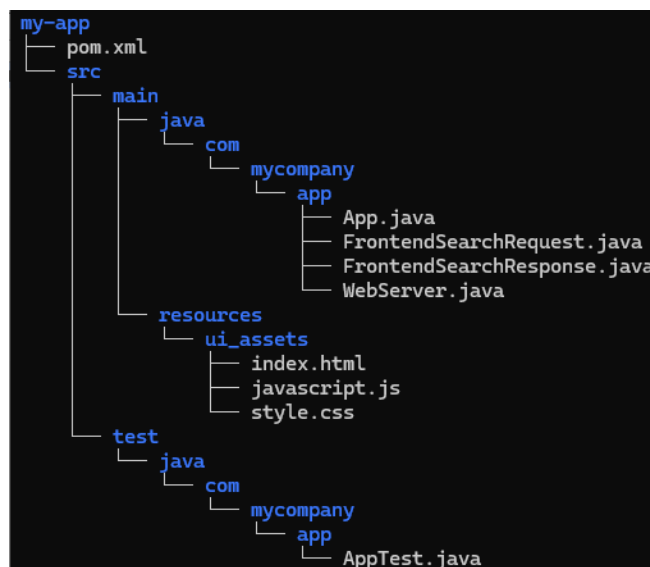 my-app
pom.xml
src
main
java
com
mycompany
app
App.java
FrontendSearchRequest.java
FrontendSearchResponse.java
WebServer.java
resources
ui_assets
index.html
javascript.js
style.css
test
java
com
mycompany
app
AppTest.java